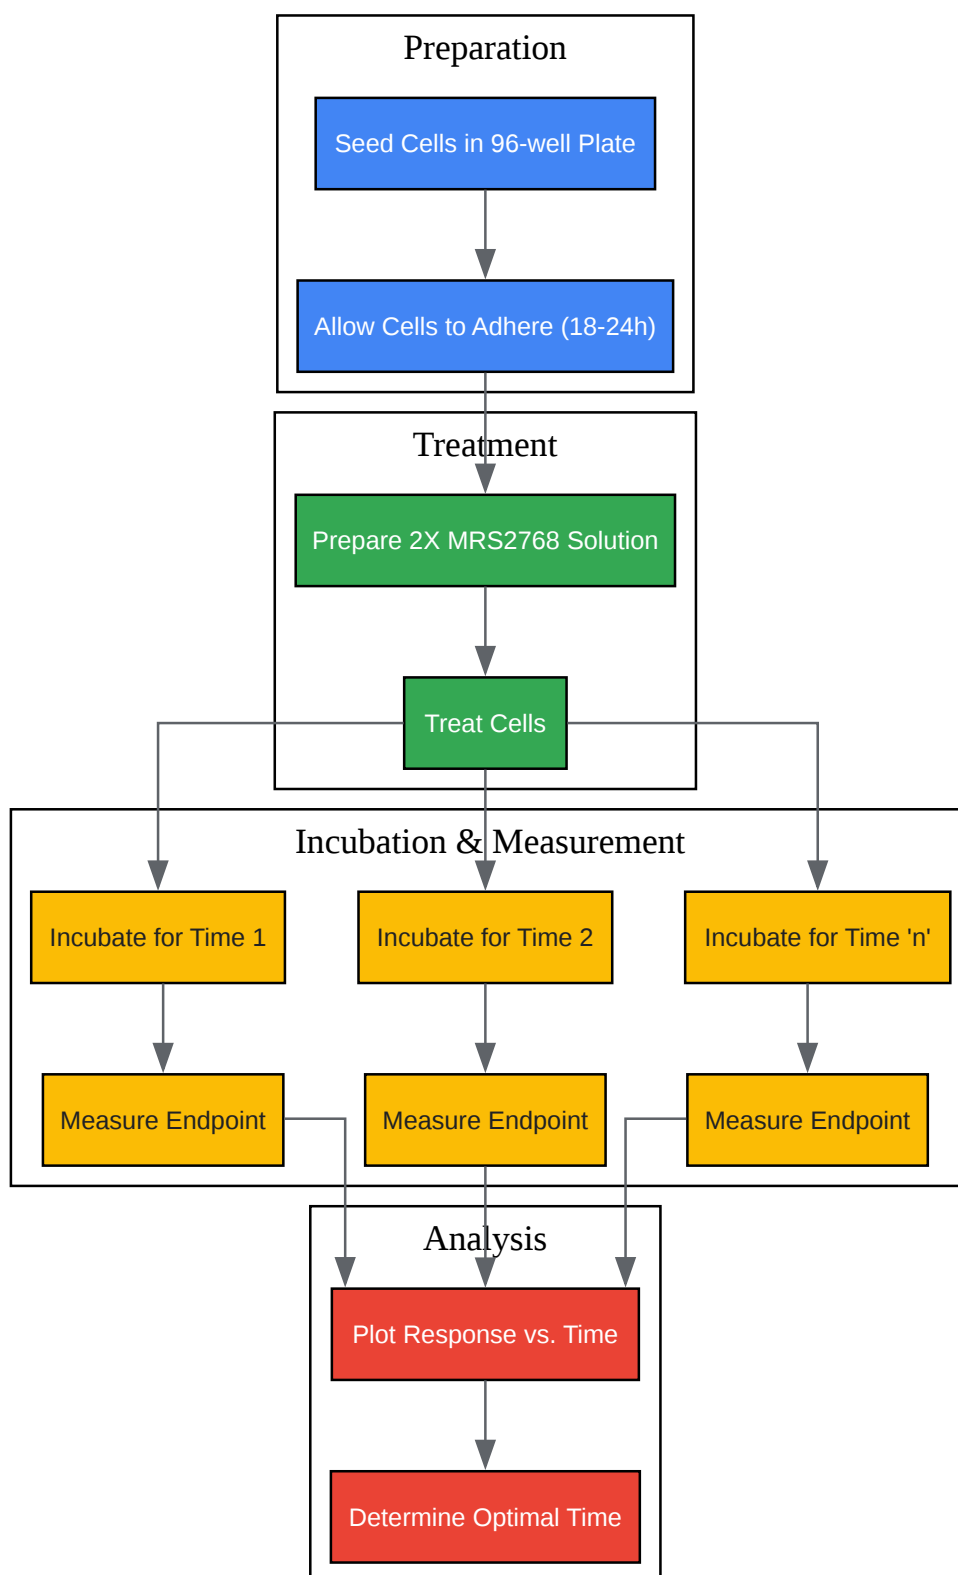 Preparation
Seed Cells in 96-well Plate
Allow Cells to Adhere (18-24h)
Treatment
Prepare 2X MRS2768 Solution
Treat Cells
Incubation & Measurement
Incubate for Time 1
Incubate for Time 2
Incubate for Time 'n'
Measure Endpoint
Measure Endpoint
Measure Endpoint
Analysis
Plot Response vs. Time
Determine Optimal Time